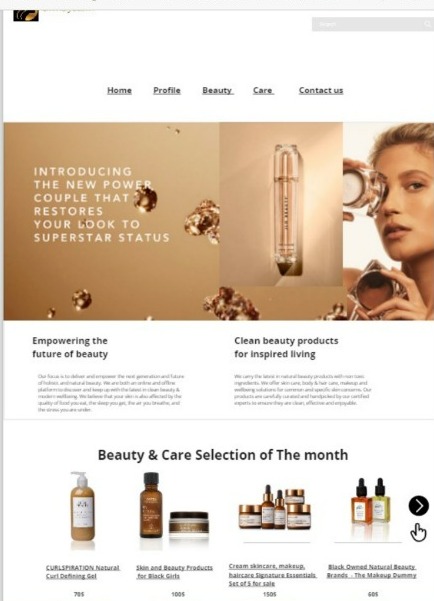 Home Profile Beauty Care Contact us
INTRODUCING
THE NEW POWER
COUPLE THAT
RESTORES
YOUR LOOK TO
SUPERSTAR STATUS
Empowering the
future of beauty
Our focus is to deliver and empower the next generation and future
of holistic and natural beauty. We are both an online and offline
platform to discover and keep up with the latest in clean beauty &
modern wellbeing. We believe that your skin is also affected by the
quality of food you eat, the sleep you get, the air you breathe, and
the stress you are under.
Clean beauty products
for inspired living
We carry the latest in natural beauty products with non-toxic
ingredients. We offer skin care, body & hair care, makeup and
wellbeing solutions for common and specific skin concerns. Our
products are carefully curated and handpicked by our certified
experts to ensure they are clean, effective and enjoyable.
Beauty & Care Selection of The month
CURLSPIRATION Natural
Curl Defining Gel
70$
Skin and Beauty Products
for Black Girls
100$
Cream skincare, makeup,
haircare Signature Essentials
Set of 5 for sale
150$
Black Owned Natural Beauty
Brands - The Makeup Dummy
60$